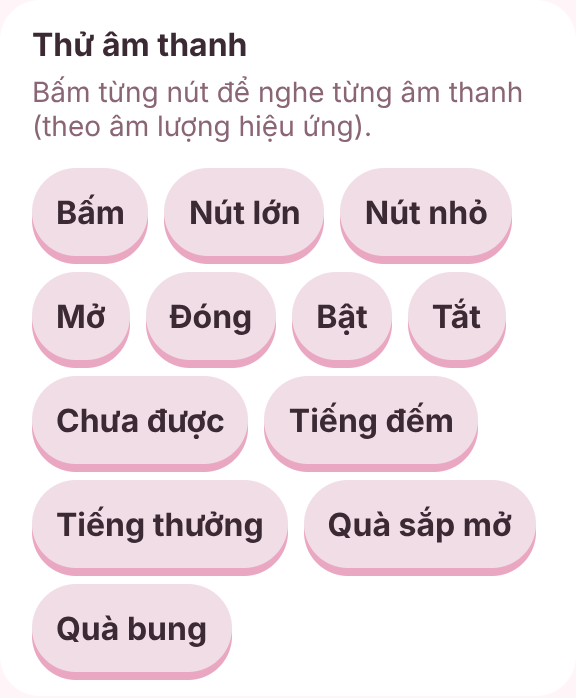 Thử âm thanh
Bấm từng nút để nghe từng âm thanh
(theo âm lượng hiệu ứng).
Bấm Nút lớn Nút nhỏ
Mở Đóng Bật Tắt
Chưa được Tiếng đếm
Tiếng thưởng Quà sắp mở
Quà bung